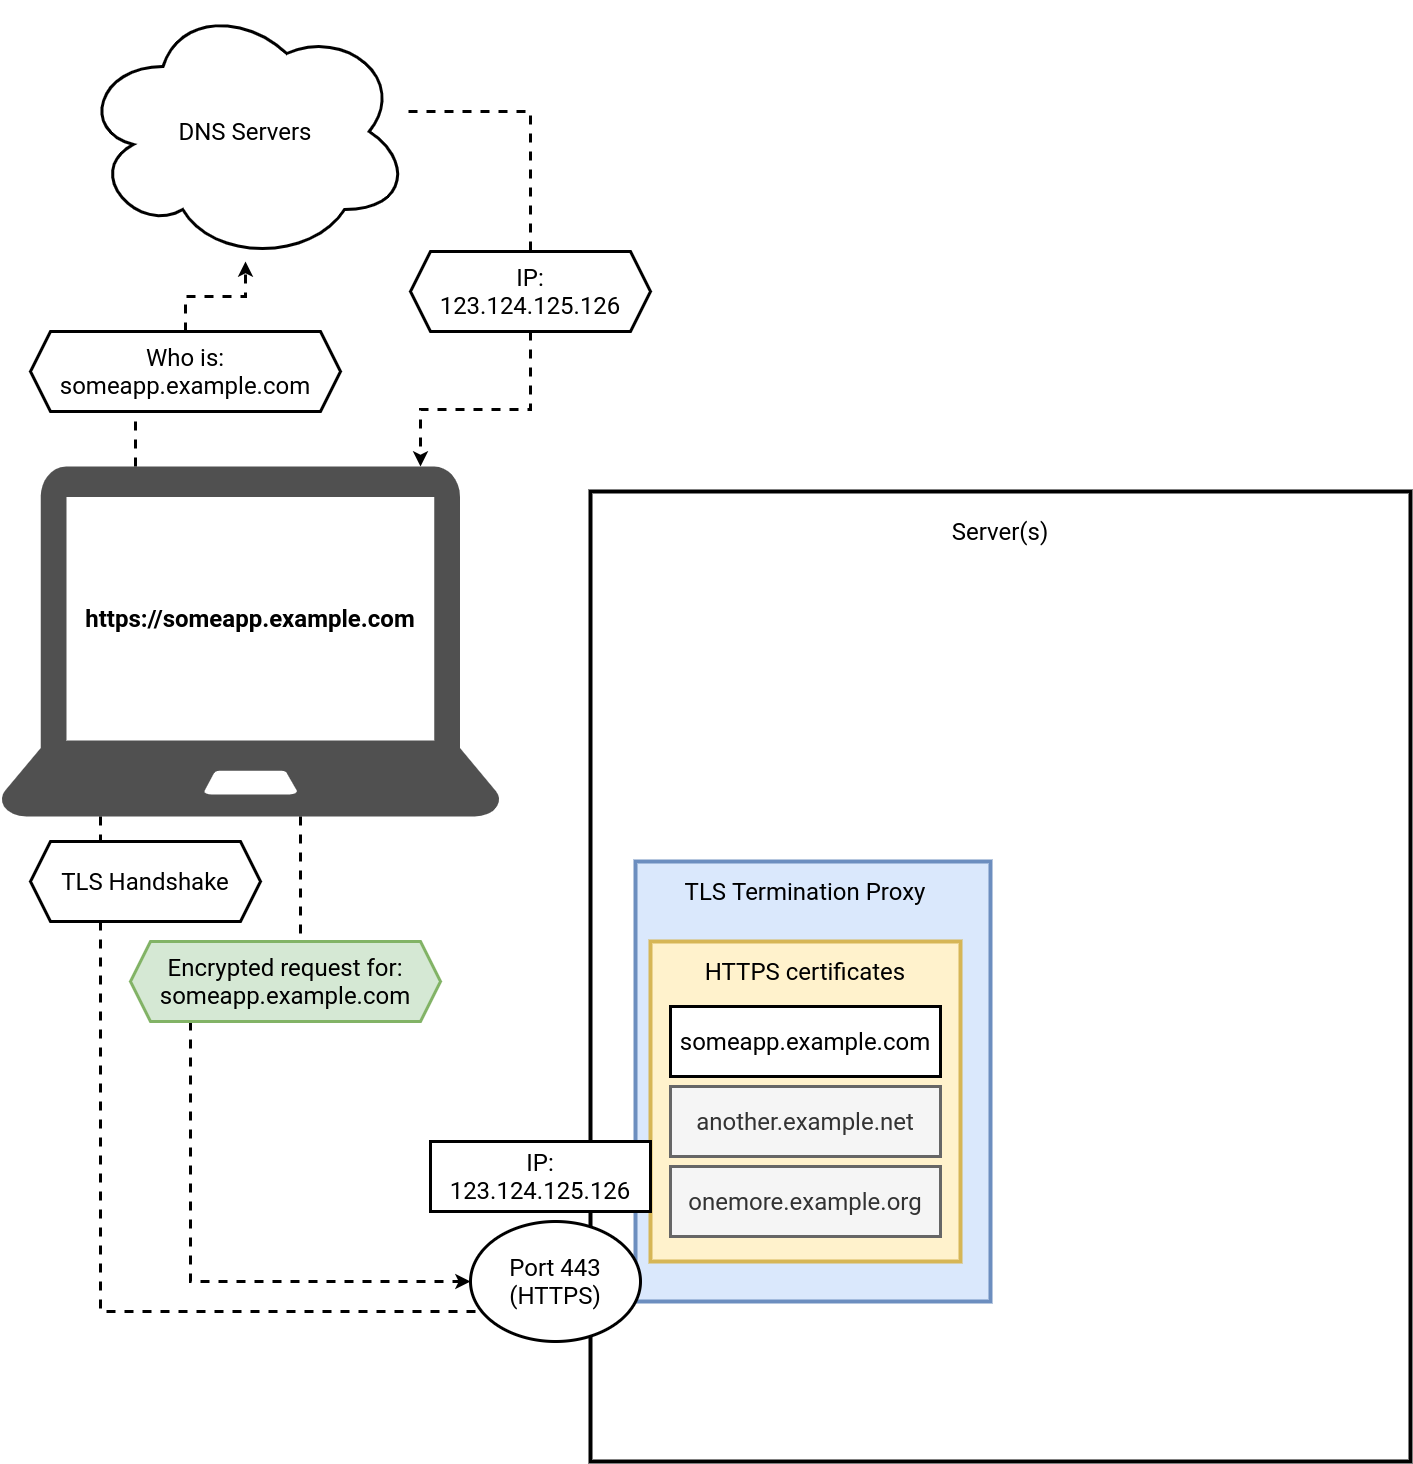 DNS Servers
IP:
123.124.125.126
Who is:
someapp.example.com
Server(s)
https://someapp.example.com
TLS Handshake
TLS Termination Proxy
Encrypted request for:
someapp.example.com
HTTPS certificates
someapp.example.com
another.example.net
onemore.example.org
IP:
123.124.125.126
Port 443
(HTTPS)